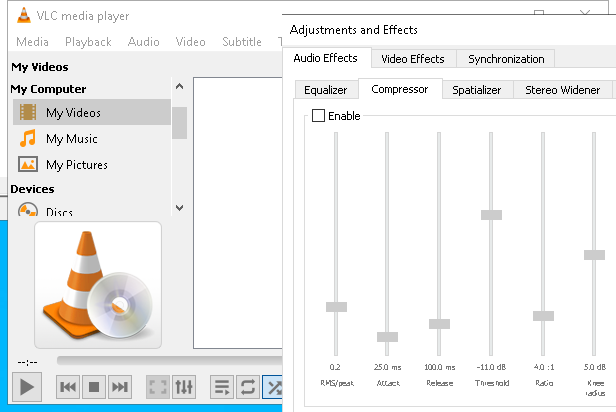 VLC media player
Media Playback Audio Video Subtitle
My Videos
My Computer
My Videos
My Music
My Pictures
Devices
Discs
--:--
Adjustments and Effects
Audio Effects Video Effects Synchronization
Equalizer Compressor Spatializer Stereo Widener
Enable
0.2 25.0 ms 100.0 ms -11.0 dB 4.0 :1 5.0 dB
RMS/peak Attack Release Threshold Ratio Knee
radius